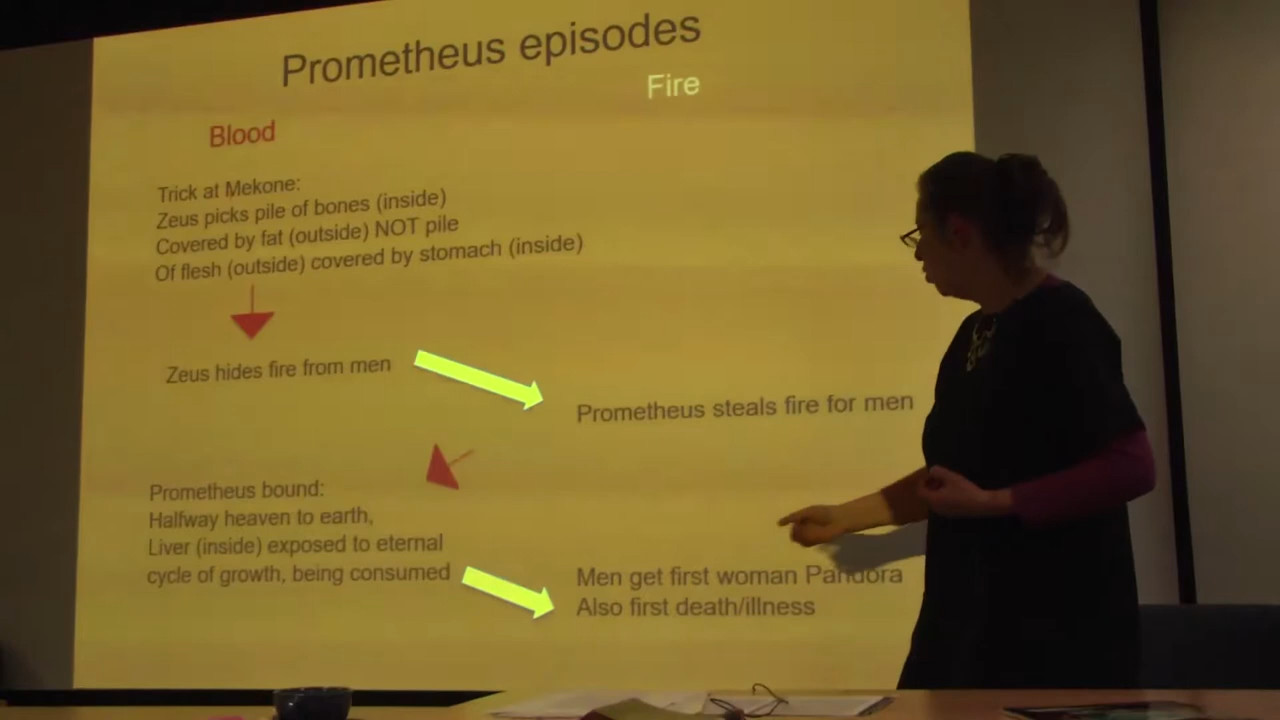 Prometheus episodes
Fire
Blood
Trick at Mekone:
Zeus picks pile of bones (inside)
Covered by fat (outside) NOT pile
Of flesh (outside) covered by stomach (inside)
Zeus hides fire from men
Prometheus steals fire for men
Prometheus bound:
Halfway heaven to earth,
Liver (inside) exposed to eternal
cycle of growth, being consumed
Men get first woman Pandora
Also first death/illness